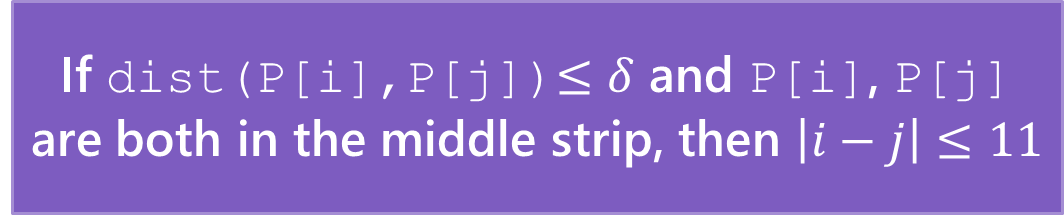 If dist(P[i],P[j])≤ δ and P[i], P[j]
are both in the middle strip, then |i − j| ≤ 11